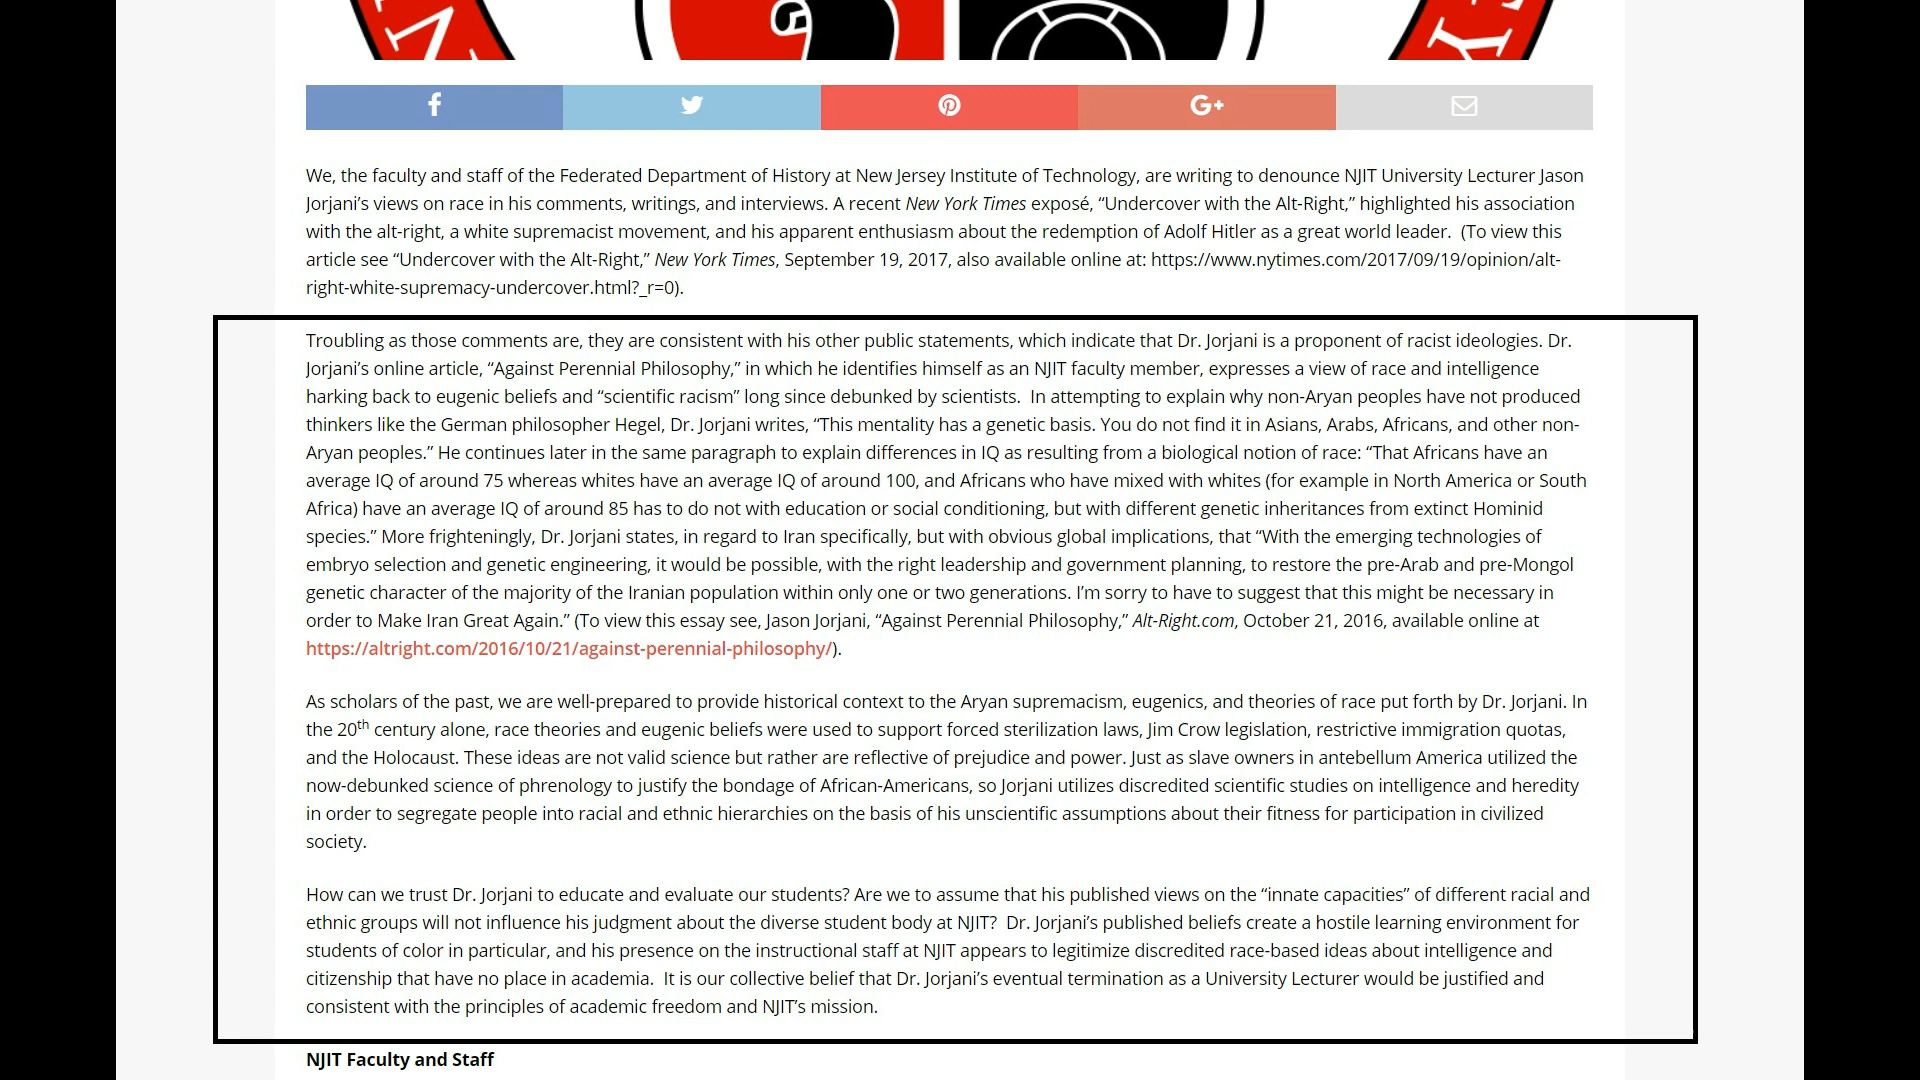 We, the faculty and staff of the Federated Department of History at New Jersey Institute of Technology, are writing to denounce NJIT University Lecturer Jason
Jorjani’s views on race in his comments, writings, and interviews. A recent New York Times exposé, “Undercover with the Alt-Right,” highlighted his association
with the alt-right, a white supremacist movement, and his apparent enthusiasm about the redemption of Adolf Hitler as a great world leader.  (To view this
article see “Undercover with the Alt-Right,” New York Times, September 19, 2017, also available online at: https://www.nytimes.com/2017/09/19/opinion/alt-
right-white-supremacy-undercover.html?_r=0).
Troubling as those comments are, they are consistent with his other public statements, which indicate that Dr. Jorjani is a proponent of racist ideologies. Dr.
Jorjani’s online article, “Against Perennial Philosophy,” in which he identifies himself as an NJIT faculty member, expresses a view of race and intelligence
harking back to eugenic beliefs and “scientific racism” long since debunked by scientists.  In attempting to explain why non-Aryan peoples have not produced
thinkers like the German philosopher Hegel, Dr. Jorjani writes, “This mentality has a genetic basis. You do not find it in Asians, Arabs, Africans, and other non-
Aryan peoples.” He continues later in the same paragraph to explain differences in IQ as resulting from a biological notion of race: “That Africans have an
average IQ of around 75 whereas whites have an average IQ of around 100, and Africans who have mixed with whites (for example in North America or South
Africa) have an average IQ of around 85 has to do not with education or social conditioning, but with different genetic inheritances from extinct Hominid
species.” More frighteningly, Dr. Jorjani states, in regard to Iran specifically, but with obvious global implications, that “With the emerging technologies of
embryo selection and genetic engineering, it would be possible, with the right leadership and government planning, to restore the pre-Arab and pre-Mongol
genetic character of the majority of the Iranian population within only one or two generations. I’m sorry to have to suggest that this might be necessary in
order to Make Iran Great Again.” (To view this essay see, Jason Jorjani, “Against Perennial Philosophy,” Alt-Right.com, October 21, 2016, available online at
https://altright.com/2016/10/21/against-perennial-philosophy/).
As scholars of the past, we are well-prepared to provide historical context to the Aryan supremacism, eugenics, and theories of race put forth by Dr. Jorjani. In
the 20th century alone, race theories and eugenic beliefs were used to support forced sterilization laws, Jim Crow legislation, restrictive immigration quotas,
and the Holocaust. These ideas are not valid science but rather are reflective of prejudice and power. Just as slave owners in antebellum America utilized the
now-debunked science of phrenology to justify the bondage of African-Americans, so Jorjani utilizes discredited scientific studies on intelligence and heredity
in order to segregate people into racial and ethnic hierarchies on the basis of his unscientific assumptions about their fitness for participation in civilized
society.
How can we trust Dr. Jorjani to educate and evaluate our students? Are we to assume that his published views on the “innate capacities” of different racial and
ethnic groups will not influence his judgment about the diverse student body at NJIT?  Dr. Jorjani’s published beliefs create a hostile learning environment for
students of color in particular, and his presence on the instructional staff at NJIT appears to legitimize discredited race-based ideas about intelligence and
citizenship that have no place in academia.  It is our collective belief that Dr. Jorjani’s eventual termination as a University Lecturer would be justified and
consistent with the principles of academic freedom and NJIT’s mission.
NJIT Faculty and Staff